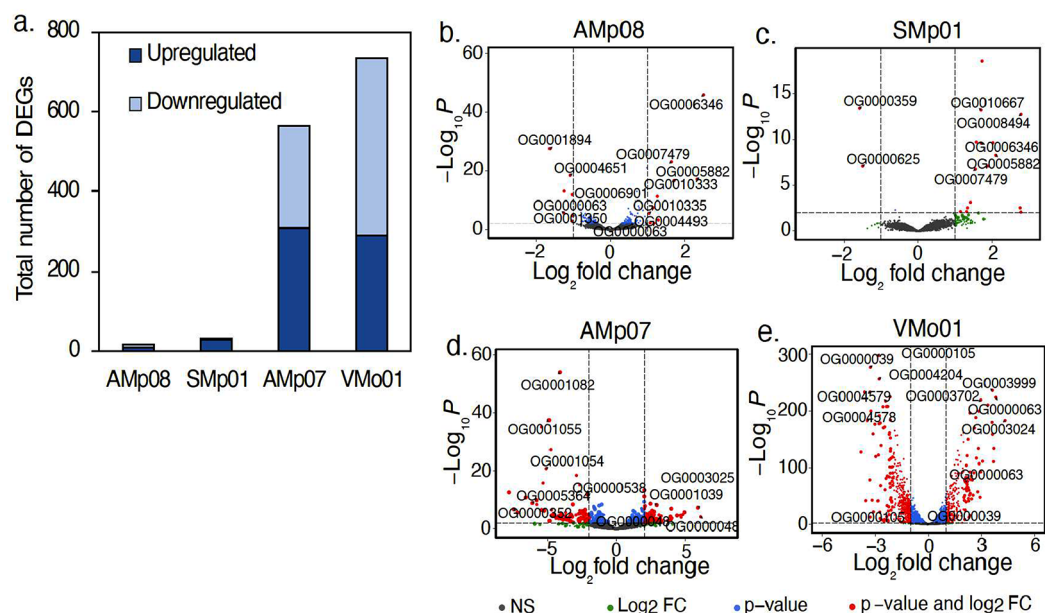 a.
800
600
400
200
0
Total number of DEGs
Upregulated
Downregulated
AMp08 SMp01 AMp07 VMo01
b.
AMp08
60
40
20
0
−Log10 P
OG0006346
OG0001894
OG0007479
OG0004651
OG0005882
OG0010333
OG0006901
OG0000063
OG0010335
OG0001350
OG0004493
OG0000063
−2 0 2
Log2 fold change
c.
SMp01
15
10
5
0
−Log10 P
OG0000359
OG0010667
OG0008494
OG0006346
OG0000625
OG0005882
OG0007479
−2 0 2
Log2 fold change
d.
AMp07
60
40
20
0
−Log10 P
OG0001082
OG0001055
OG0001054
OG0003025
OG0000538
OG0005364
OG0001039
OG0000048
−5 0 5
Log2 fold change
e.
VMo01
300
200
100
0
−Log10 P
OG0000105
OG0000039
OG0004204
OG0003999
OG0004579
OG0003702
OG0000063
OG0004578
OG0003024
OG0000063
OG0000105
OG0000039
−6 −3 0 3 6
Log2 fold change
NS Log2 FC p−value p−value and log2 FC